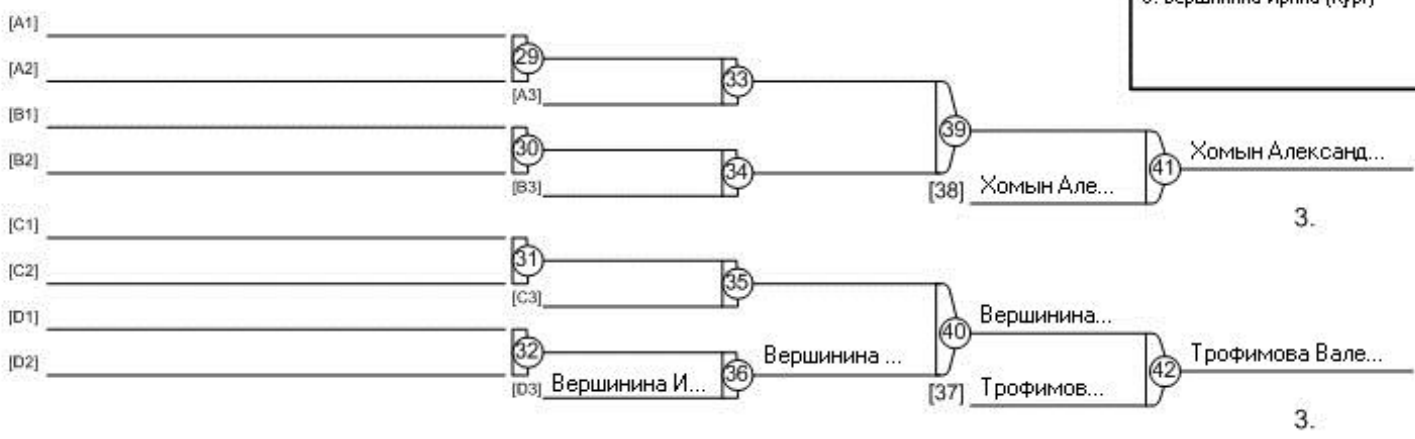 [A1]
29
[A2]
33
[A3]
[B1]
39
30
Хомын Александ...
[B2]
34
41
[B3]
[38] Хомын Але...
3.
[C1]
31
[C2]
35
[C3]
Вершинина...
[D1]
40
32
Вершинина ...
Трофимова Вале...
[D2]
36
42
[D3] Вершинина И...
[37] Трофимов...
3.